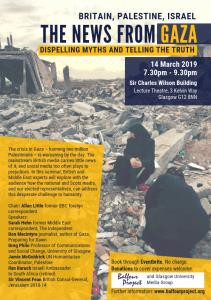 BRITAIN, PALESTINE, ISRAEL
THE NEWS FROM GAZA
DISPELLING MYTHS AND TELLING THE TRUTH
14 March 2019
7.30pm - 9.30pm
Sir Charles Wilson Building
Lecture Theatre, 3 Kelvin Way
Glasgow G12 8NN
The crisis in Gaza – home to two million
Palestinians – is worsening by the day. The
mainstream British media carries little news
of it, and social media too often plays to
prejudices. In this seminar, British and
Middle East experts will explore with the
audience how the national and Scots media,
and our elected representatives, can address
this desperate challenge to humanity.
Chair: Allan Little former BBC foreign
correspondent
Speakers:
Sarah Helm former Middle East
correspondent, The Independent
Don Macintyre journalist, author of Gaza:
Preparing for Dawn
Greg Philo Professor of Communications
and Social Change, University of Glasgow
Jamie McGoldrick UN Humanitarian
Coordinator, Palestine
Ilan Baruch Israeli Ambassador
to South Africa (retired)
Sir Vincent Fean British Consul-General,
Jerusalem 2010-14
Book through Eventbrite. No charge.
Donations to cover expenses welcome
Balfour Project
and Glasgow University
Media Group
Further information: www.balfourproject.org